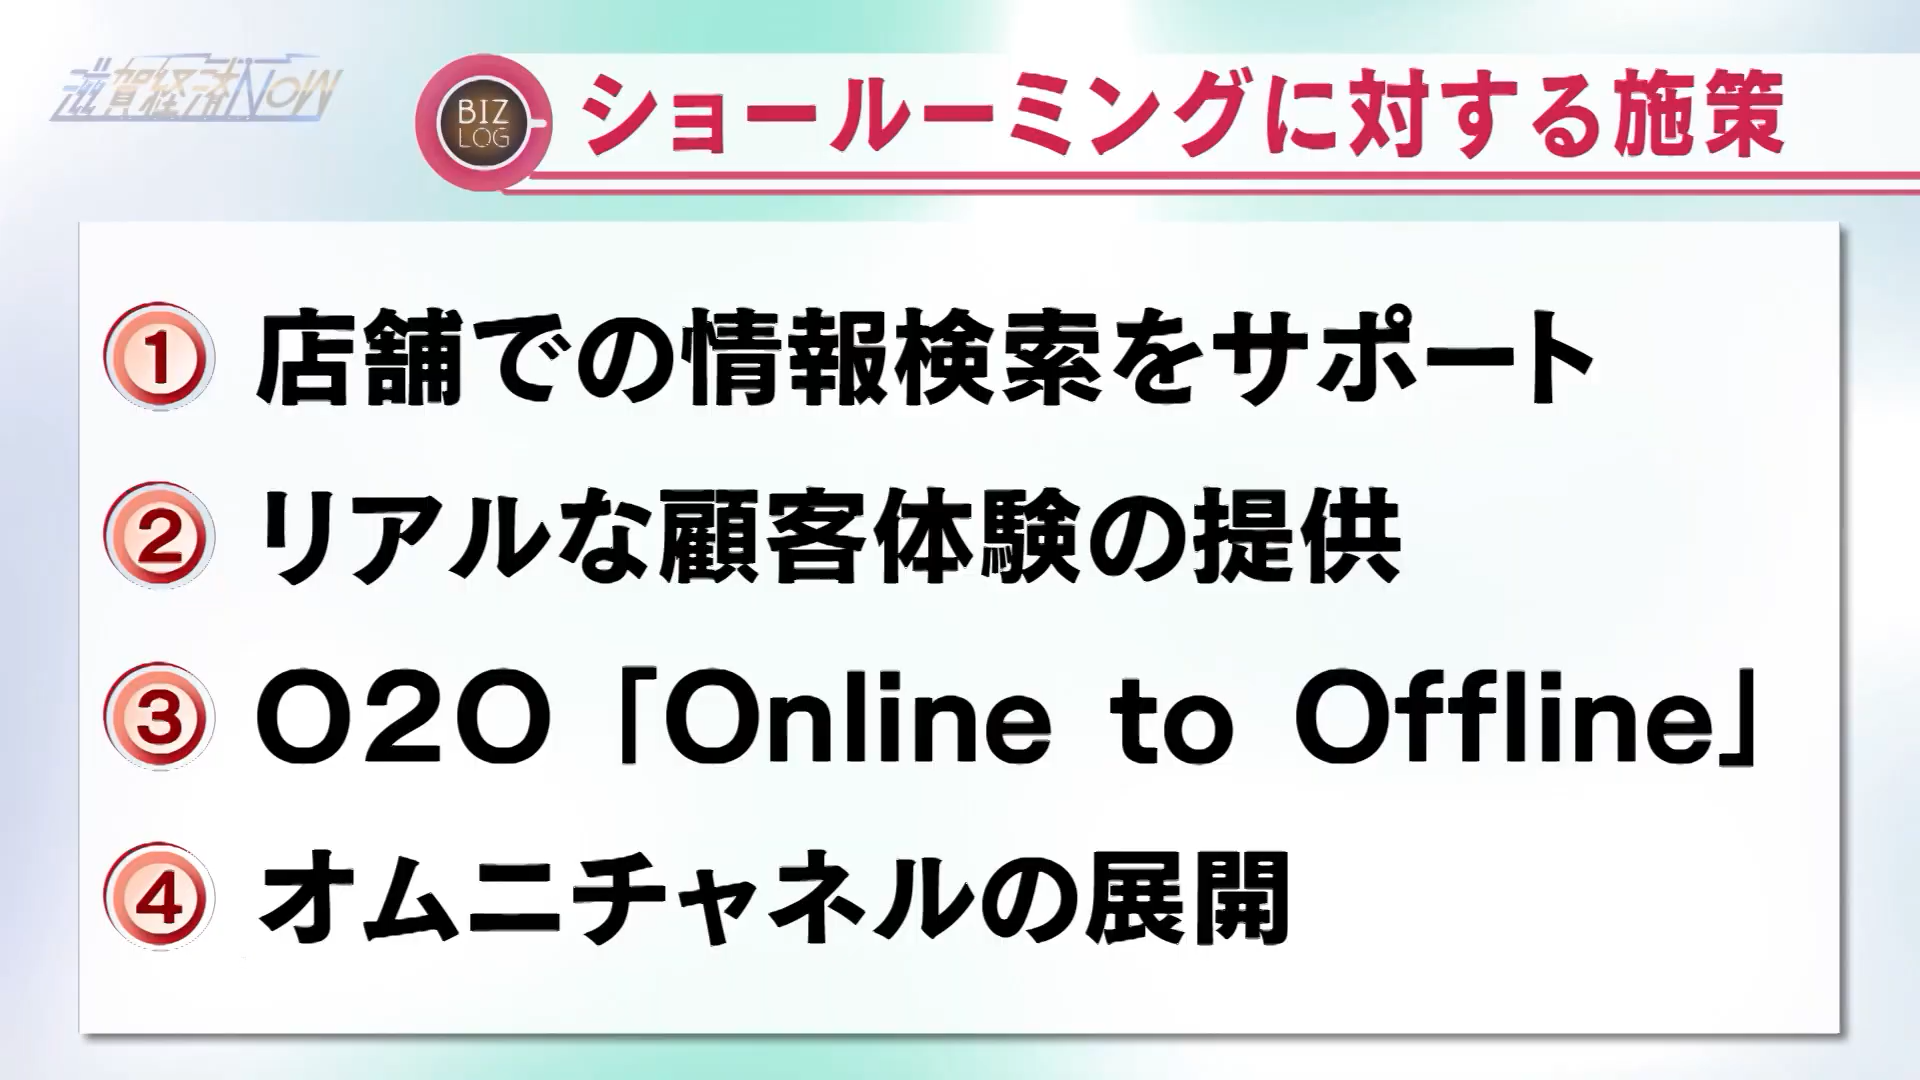 滋賀経済NOW
BIZ
LOG
ショールーミングに対する施策
① 店舗での情報検索をサポート
② リアルな顧客体験の提供
③ O2O「Online to Offline」
④ オムニチャネルの展開